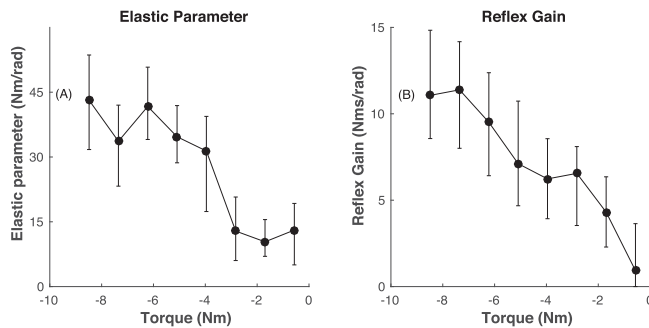 Elastic Parameter
Elastic parameter (Nm/rad)
(A)
45
30
15
0
-10 -8 -6 -4 -2 0
Torque (Nm)
Reflex Gain
Reflex Gain (Nms/rad)
(B)
15
10
5
0
-10 -8 -6 -4 -2 0
Torque (Nm)